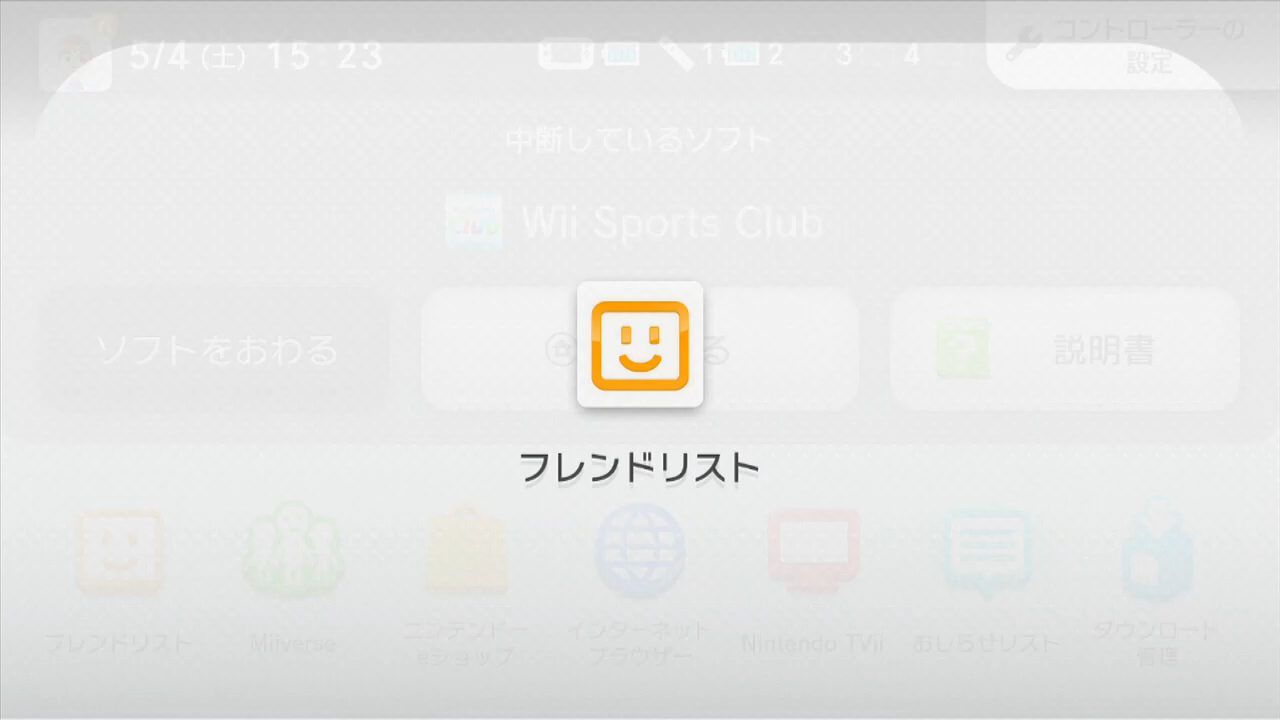 5/4 (土) 15 23
1
2
3
4
コントローラーの
設定
中断しているソフト
Wii Sports Club
ソフトをおわる
る
説明書
フレンドリスト
フレンドリスト
Miiverse
ニンテンドー
eショップ
インターネット
ブラウザー
Nintendo TVii
おしらせリスト
ダウンロード
管理